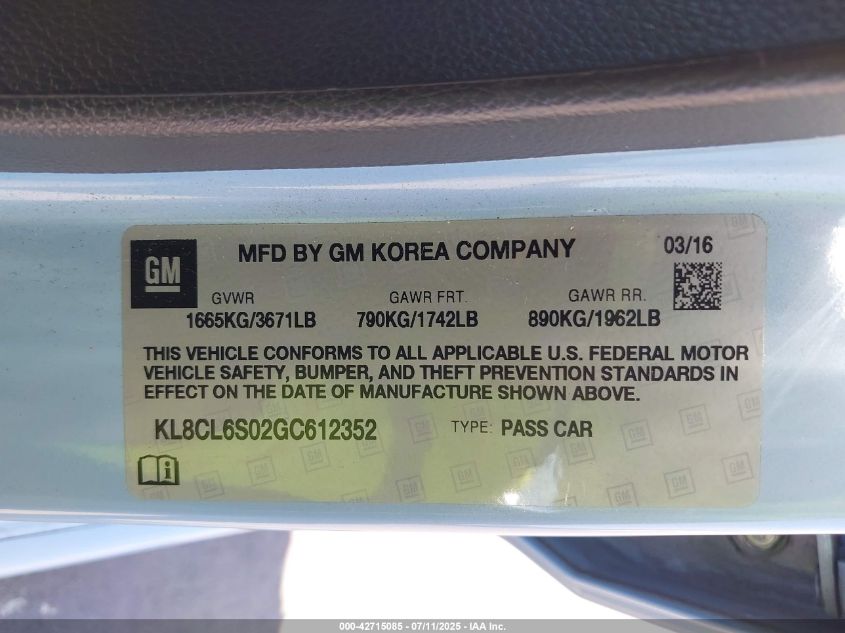 GM
MFD BY GM KOREA COMPANY
03/16
GVWR GAWR FRT. GAWR RR.
1665KG/3671LB 790KG/1742LB 890KG/1962LB
THIS VEHICLE CONFORMS TO ALL APPLICABLE U.S. FEDERAL MOTOR
VEHICLE SAFETY, BUMPER, AND THEFT PREVENTION STANDARDS IN
EFFECT ON THE DATE OF MANUFACTURE SHOWN ABOVE.
KL8CL6S02GC612352 TYPE: PASS CAR
000-42715085 - 07/11/2025 - IAA Inc.